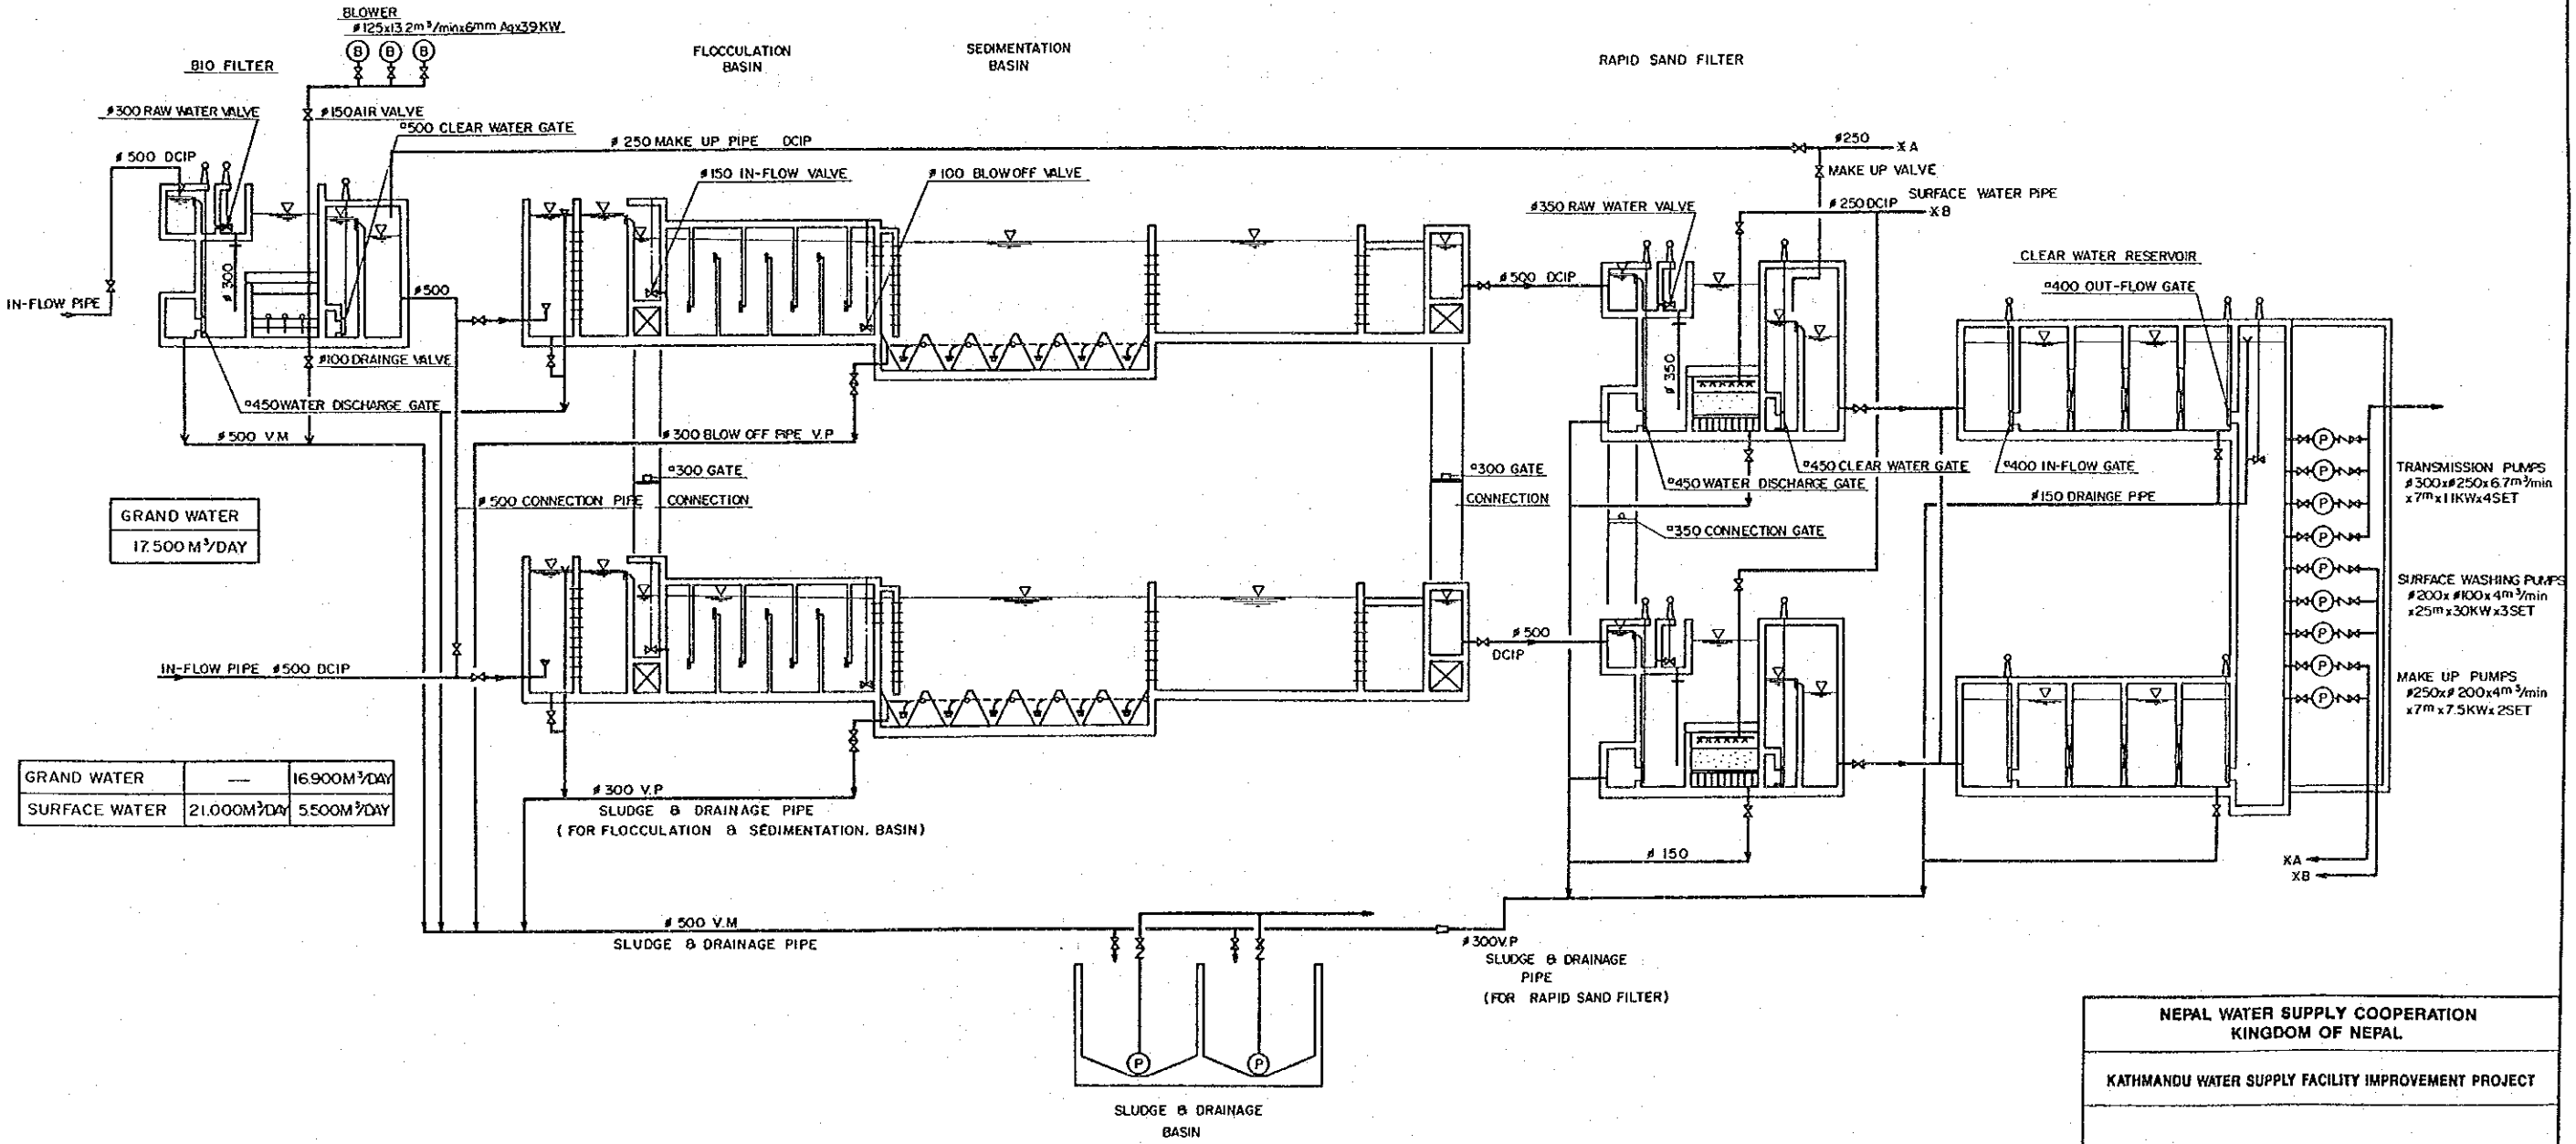 BLOWER
ø125x13.2m³/minx6mm Aqx39KW
B B B
BIO FILTER
FLOCCULATION
BASIN
SEDIMENTATION
BASIN
RAPID SAND FILTER
ø300 RAW WATER VALVE
ø150AIR VALVE
□500 CLEAR WATER GATE
ø500 DCIP
ø250 MAKE UP PIPE DCIP
ø250
XA
MAKE UP VALVE
ø150 IN-FLOW VALVE
ø100 BLOWOFF VALVE
SURFACE WATER PIPE
ø250DCIP
XB
ø350 RAW WATER VALVE
CLEAR WATER RESERVOIR
□400 OUT-FLOW GATE
IN-FLOW PIPE
ø300
ø500
ø500 DCIP
ø350
ø100 DRAINGE VALVE
□450WATER DISCHARGE GATE
ø500 V.M
ø300 BLOW OFF PIPE V.P
□300 GATE
□300 GATE
ø500 CONNECTION PIPE
CONNECTION
CONNECTION
□450 CLEAR WATER GATE
□400 IN-FLOW GATE
□450 WATER DISCHARGE GATE
ø150 DRAINGE PIPE
□350 CONNECTION GATE
P
P
P
P
P
P
P
P
P
TRANSMISSION PUMPS
ø300xø250x6.7m³/min
x7mx11KWx4SET
SURFACE WASHING PUMPS
ø200xø100x4m³/min
x25mx30KWx3SET
MAKE UP PUMPS
ø250xø200x4m³/min
x7mx7.5KWx2SET
GRAND WATER
17.500 M³/DAY
IN-FLOW PIPE ø500 DCIP
ø500
DCIP
GRAND WATER — 16.900M³/DAY
SURFACE WATER 21.000M³/DAY 5.500M³/DAY
ø300 V.P
SLUDGE & DRAINAGE PIPE
(FOR FLOCCULATION & SEDIMENTATION. BASIN)
ø150
XA
XB
ø500 V.M
SLUDGE & DRAINAGE PIPE
ø300V.P
SLUDGE & DRAINAGE
PIPE
(FOR RAPID SAND FILTER)
P P
SLUDGE & DRAINAGE
BASIN
NEPAL WATER SUPPLY COOPERATION
KINGDOM OF NEPAL
KATHMANDU WATER SUPPLY FACILITY IMPROVEMENT PROJECT